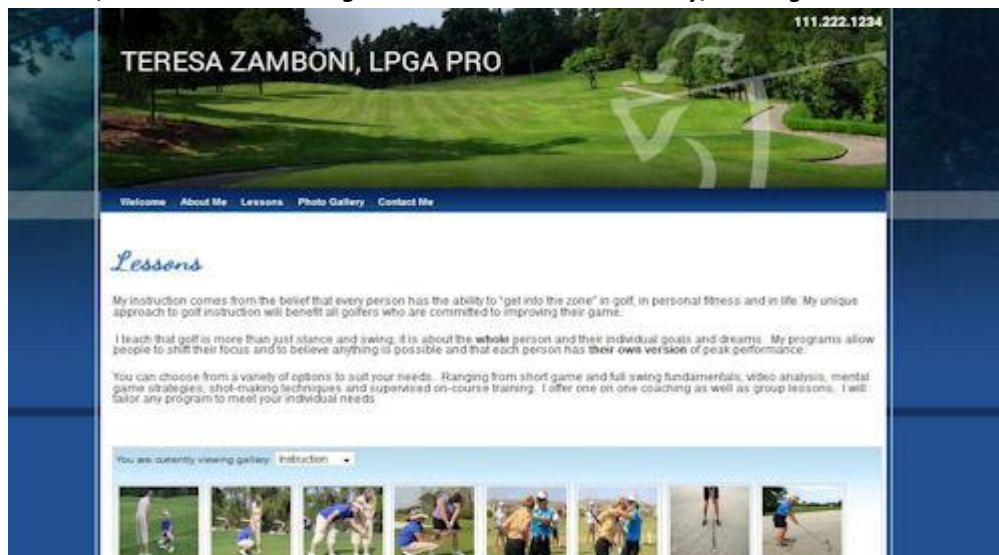 111.222.1234
TERESA ZAMBONI, LPGA PRO
Welcome About Me Lessons Photo Gallery Contact Me
Lessons
My instruction comes from the belief that every person has the ability to "get into the zone" in golf, in personal fitness and in life. My unique
approach to golf instruction will benefit all golfers who are committed to improving their game.
I teach that golf is more than just stance and swing, it is about the whole person and their individual goals and dreams. My programs allow
people to shift their focus and to believe anything is possible and that each person has their own version of peak performance.
You can choose from a variety of options to suit your needs. Ranging from short game and full swing fundamentals, video analysis, mental
game strategies, shot-making techniques and supervised on-course training. I offer one on one coaching as well as group lessons. I will
tailor any program to meet your individual needs
You are currently viewing gallery: Instruction